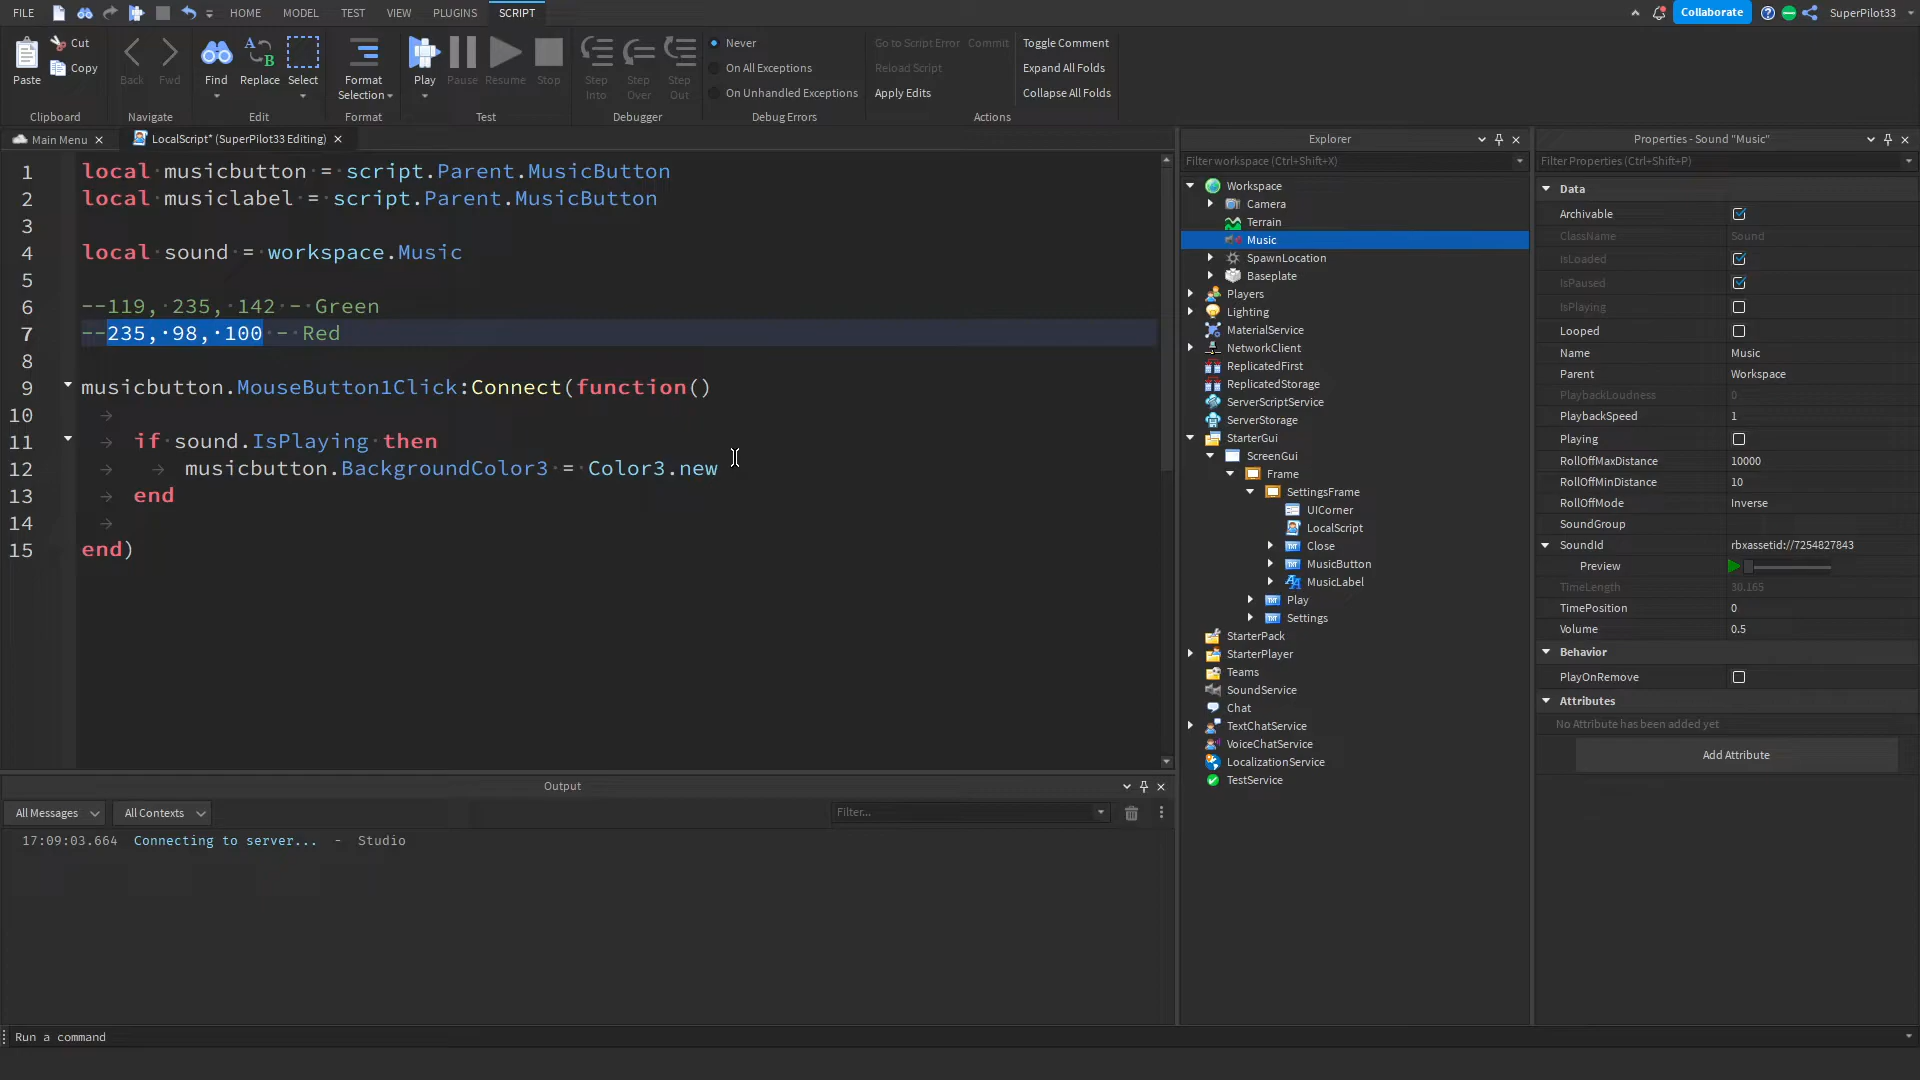 FILE HOME MODEL TEST VIEW PLUGINS SCRIPT Collaborate SuperPilot33
Paste Cut Copy Clipboard
Back Fwd Navigate
Find Replace Select Edit
Format Selection Format
Play Pause Resume Stop Test
Step Into Step Over Step Out Debugger
Never
On All Exceptions
On Unhandled Exceptions
Debug Errors
Go to Script Error Commit
Reload Script
Apply Edits
Toggle Comment
Expand All Folds
Collapse All Folds
Actions
Main Menu LocalScript* (SuperPilot33 Editing)
1 local musicbutton = script.Parent.MusicButton
2 local musiclabel = script.Parent.MusicButton
3
4 local sound = workspace.Music
5
6 --119, 235, 142 - Green
7 --235, 98, 100 - Red
8
9 musicbutton.MouseButton1Click:Connect(function()
10
11 if sound.IsPlaying then
12 musicbutton.BackgroundColor3 = Color3.new
13 end
14
15 end)
Output
All Messages All Contexts Filter...
17:09:03.664 Connecting to server... - Studio
Run a command
Explorer
Filter workspace (Ctrl+Shift+X)
Workspace
Camera
Terrain
Music
SpawnLocation
Baseplate
Players
Lighting
MaterialService
NetworkClient
ReplicatedFirst
ReplicatedStorage
ServerScriptService
ServerStorage
StarterGui
ScreenGui
Frame
SettingsFrame
UICorner
LocalScript
Close
MusicButton
MusicLabel
Play
Settings
StarterPack
StarterPlayer
Teams
SoundService
Chat
TextChatService
VoiceChatService
LocalizationService
TestService
Properties - Sound "Music"
Filter Properties (Ctrl+Shift+P)
Data
Archivable
ClassName Sound
IsLoaded
IsPaused
IsPlaying
Looped
Name Music
Parent Workspace
PlaybackLoudness 0
PlaybackSpeed 1
Playing
RollOffMaxDistance 10000
RollOffMinDistance 10
RollOffMode Inverse
SoundGroup
SoundId rbxassetid://7254827843
Preview
TimeLength 30.165
TimePosition 0
Volume 0.5
Behavior
PlayOnRemove
Attributes
No Attribute has been added yet
Add Attribute